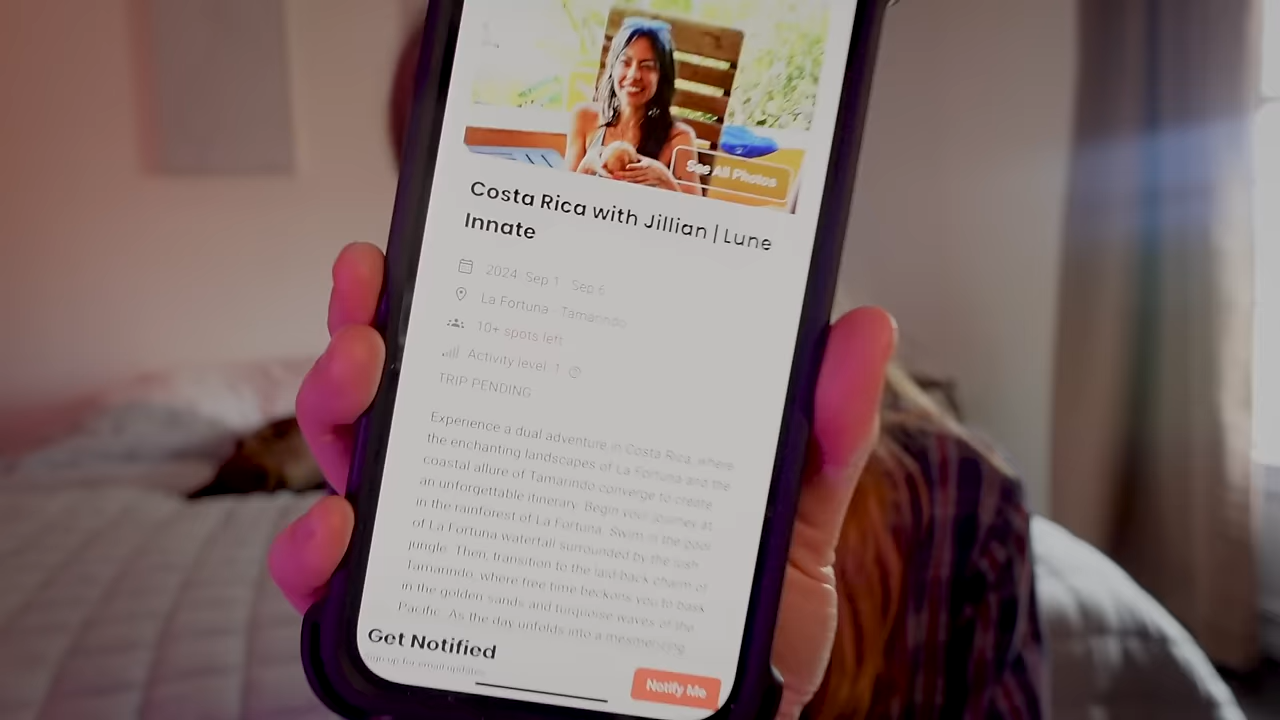 See All Photos
Costa Rica with Jillian | Lune
Innate
2024 Sep 1 - Sep 6
La Fortuna - Tamarindo
10+ spots left
Activity level 1
TRIP PENDING
Experience a dual adventure in Costa Rica, where
the enchanting landscapes of La Fortuna and the
coastal allure of Tamarindo converge to create
an unforgettable itinerary. Begin your journey at
in the rainforest of La Fortuna. Swim in the pool
of La Fortuna waterfall surrounded by the lush
jungle. Then, transition to the laid-back charm of
Tamarindo, where free time beckons you to bask
in the golden sands and turquoise waves of the
Pacific. As the day unfolds into a mesmerizing
Get Notified
Sign up for email updates
Notify Me